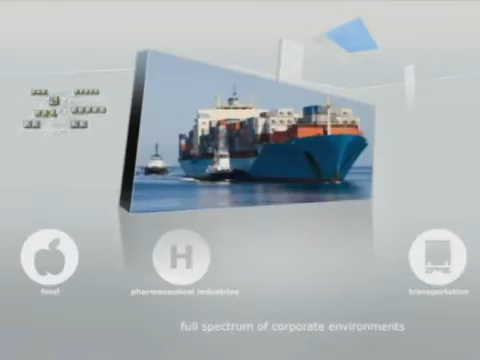 H
food
pharmaceutical industries
transportation
full spectrum of corporate environments